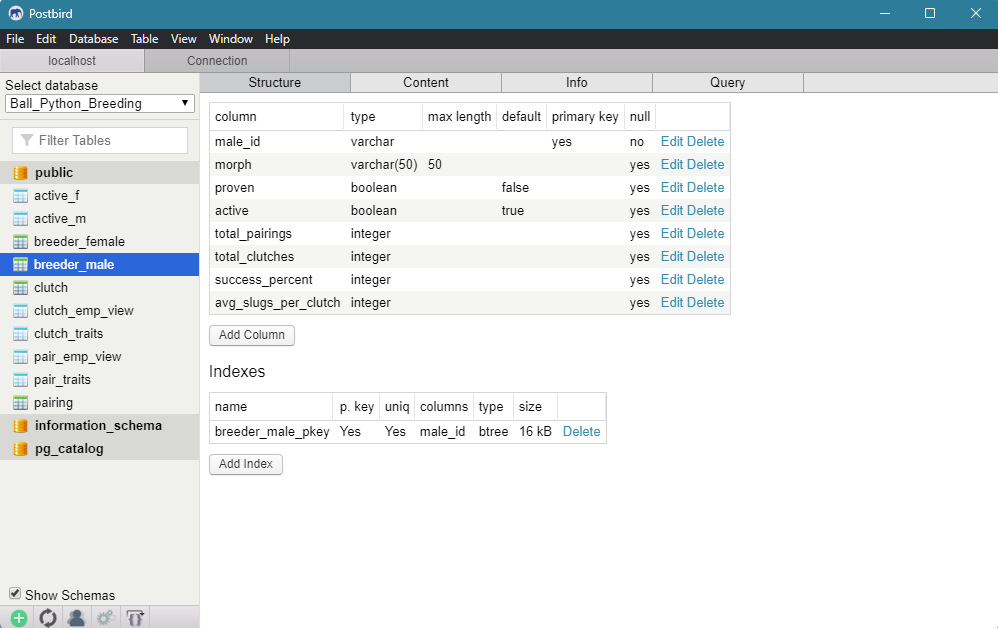 Postbird
File Edit Database Table View Window Help
localhost Connection
Select database
Ball_Python_Breeding
Filter Tables
public
active_f
active_m
breeder_female
breeder_male
clutch
clutch_emp_view
clutch_traits
pair_emp_view
pair_traits
pairing
information_schema
pg_catalog
Show Schemas
Structure Content Info Query
column type max length default primary key null
male_id varchar yes no Edit Delete
morph varchar(50) 50 yes Edit Delete
proven boolean false yes Edit Delete
active boolean true yes Edit Delete
total_pairings integer yes Edit Delete
total_clutches integer yes Edit Delete
success_percent integer yes Edit Delete
avg_slugs_per_clutch integer yes Edit Delete
Add Column
Indexes
name p. key uniq columns type size
breeder_male_pkey Yes Yes male_id btree 16 kB Delete
Add Index